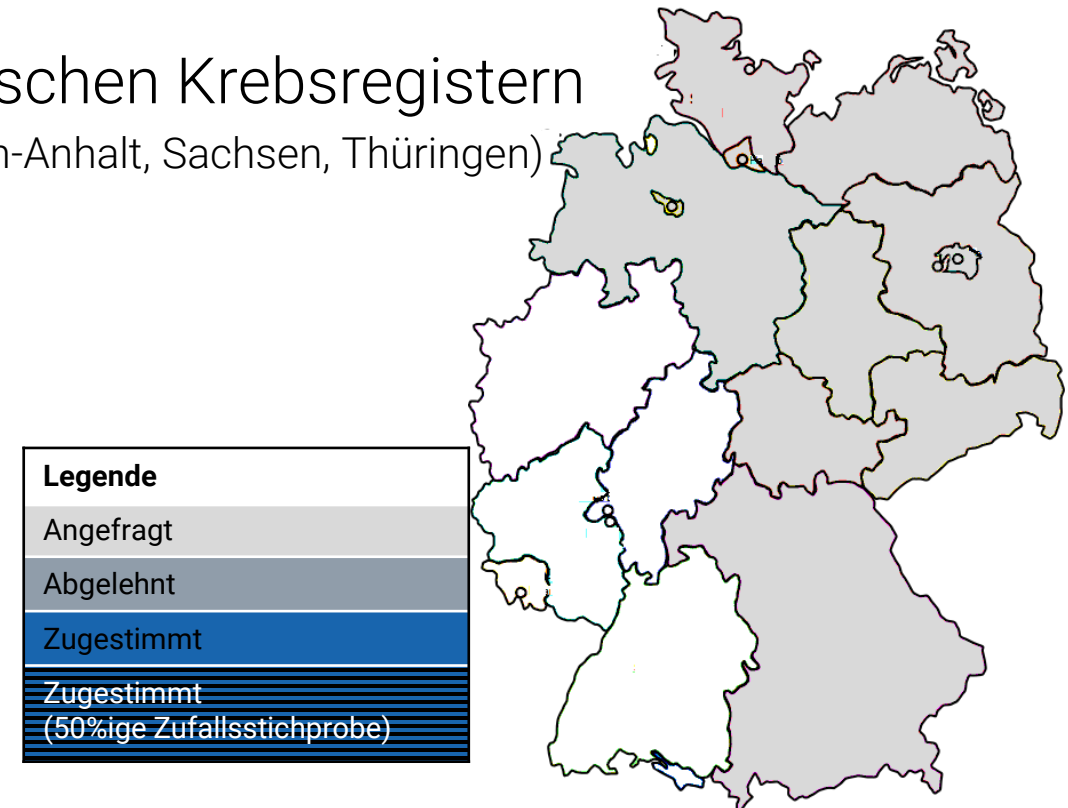 schen Krebsregistern
n-Anhalt, Sachsen, Thüringen)
Legende
Angefragt
Abgelehnt
Zugestimmt
Zugestimmt
(50%ige Zufallsstichprobe)